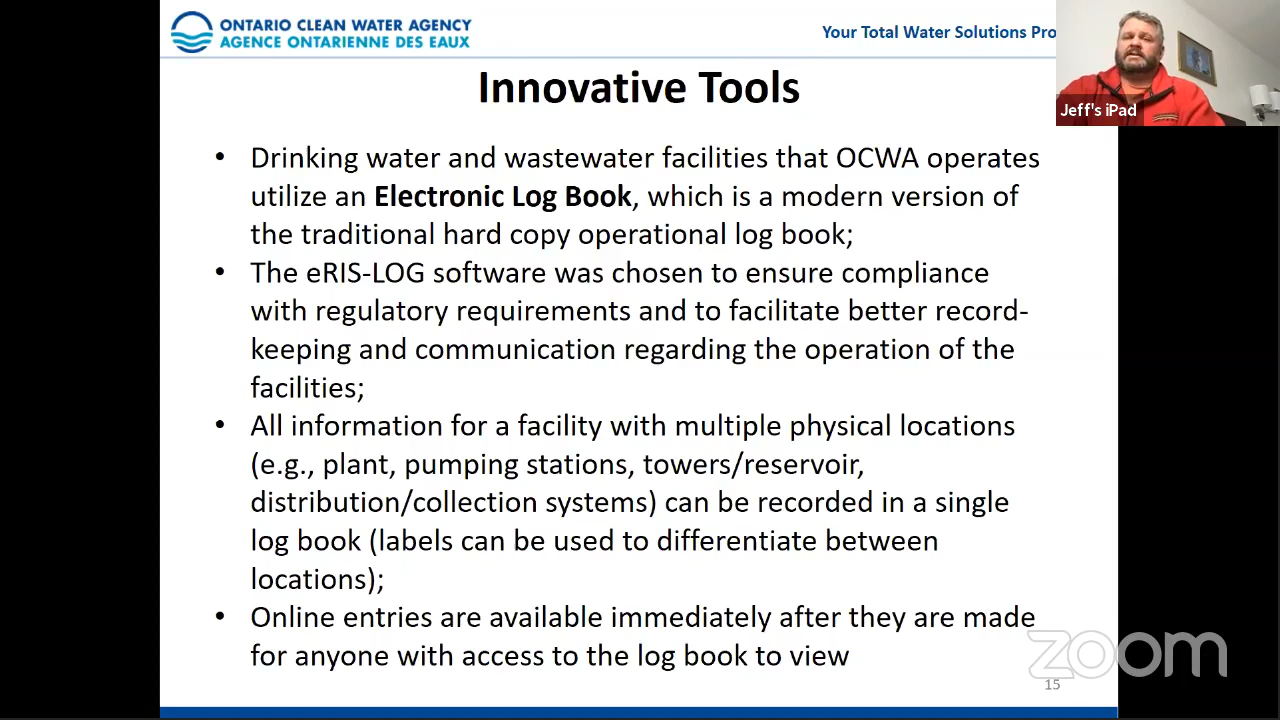 ONTARIO CLEAN WATER AGENCY
AGENCE ONTARIENNE DES EAUX
Your Total Water Solutions Pro
Jeff's iPad
Innovative Tools
• Drinking water and wastewater facilities that OCWA operates
utilize an Electronic Log Book, which is a modern version of
the traditional hard copy operational log book;
• The eRIS-LOG software was chosen to ensure compliance
with regulatory requirements and to facilitate better record-
keeping and communication regarding the operation of the
facilities;
• All information for a facility with multiple physical locations
(e.g., plant, pumping stations, towers/reservoir,
distribution/collection systems) can be recorded in a single
log book (labels can be used to differentiate between
locations);
• Online entries are available immediately after they are made
for anyone with access to the log book to view
zoom
15